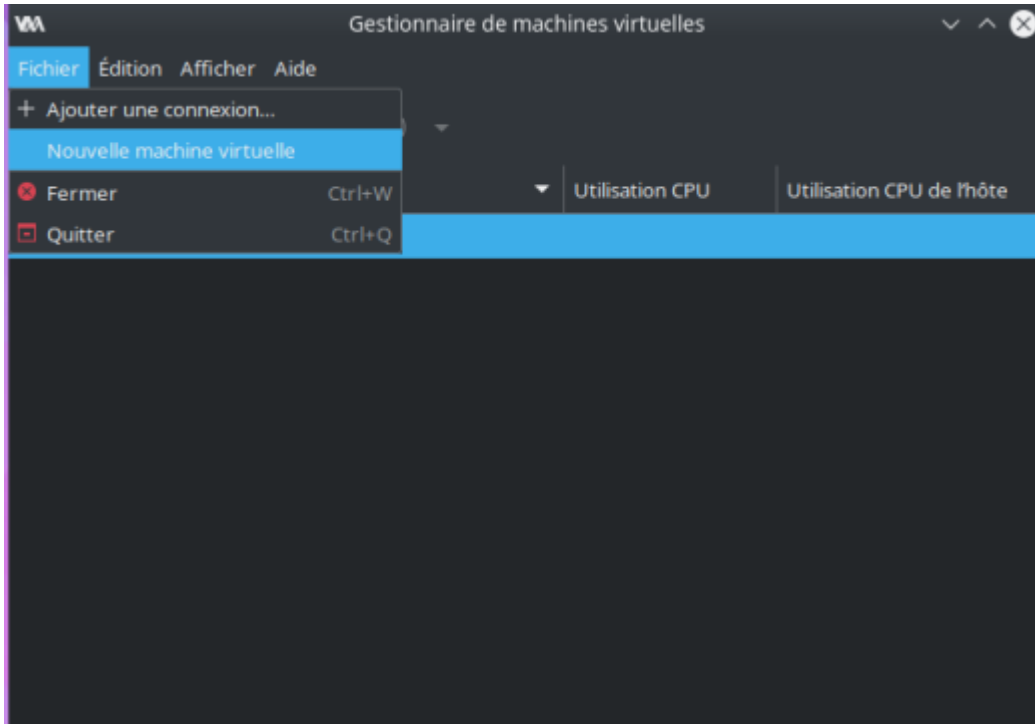 Gestionnaire de machines virtuelles
Fichier Édition Afficher Aide
Ajouter une connexion...
Nouvelle machine virtuelle
Fermer Ctrl+W
Utilisation CPU Utilisation CPU de l'hôte
Quitter Ctrl+Q